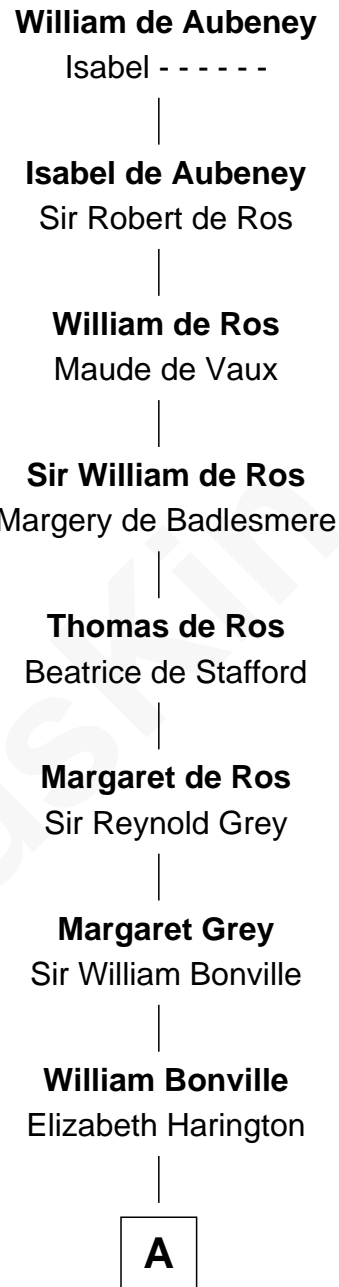 William de Aubeney
Isabel - - - - - -
Isabel de Aubeney
Sir Robert de Ros
William de Ros
Maude de Vaux
Sir William de Ros
Margery de Badlesmere
Thomas de Ros
Beatrice de Stafford
Margaret de Ros
Sir Reynold Grey
Margaret Grey
Sir William Bonville
William Bonville
Elizabeth Harington
A